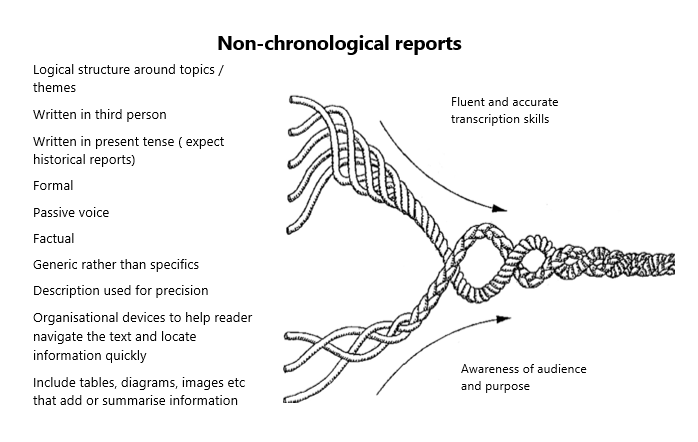 Non-chronological reports
Logical structure around topics /
themes
Written in third person
Written in present tense ( expect
historical reports)
Formal
Passive voice
Factual
Generic rather than specifics
Description used for precision
Organisational devices to help reader
navigate the text and locate
information quickly
Include tables, diagrams, images etc
that add or summarise information
Fluent and accurate
transcription skills
Awareness of audience
and purpose